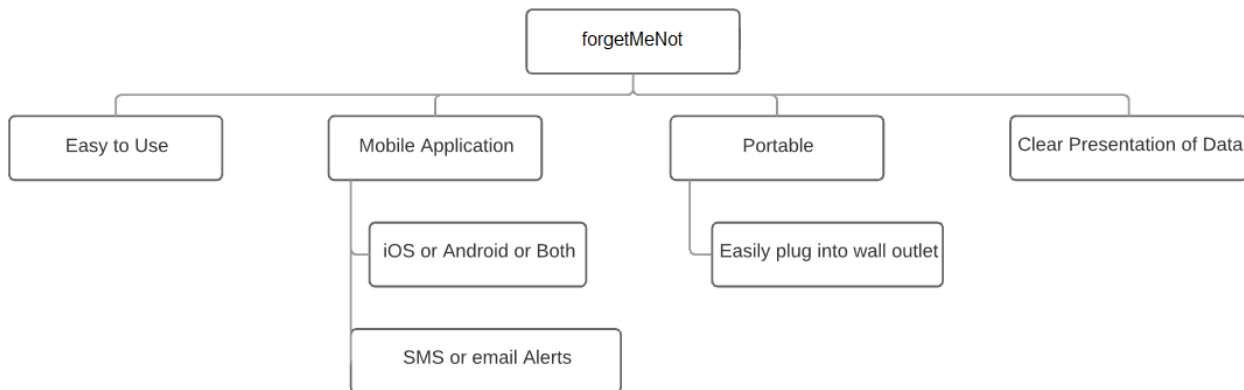 forgetMeNot
Easy to Use
Mobile Application
Portable
Clear Presentation of Data
iOS or Android or Both
Easily plug into wall outlet
SMS or email Alerts